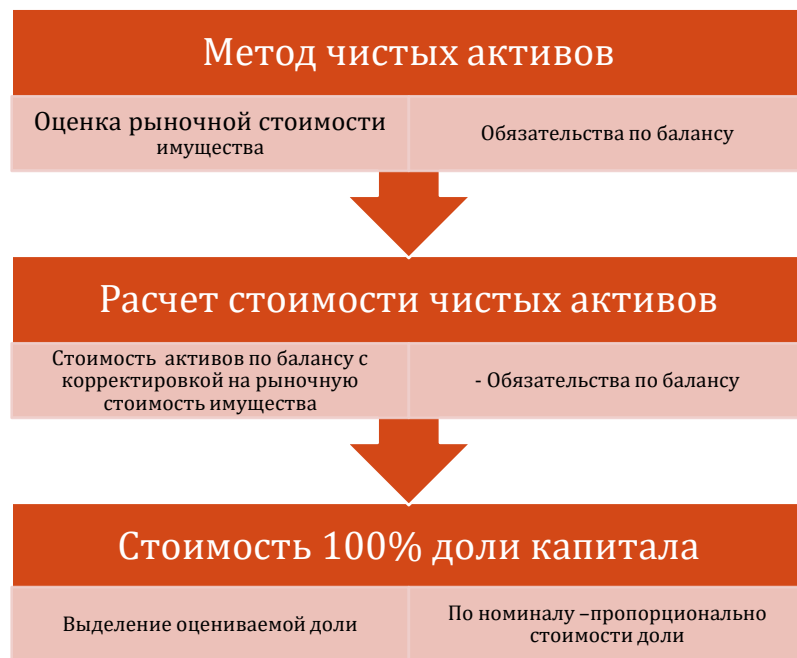 Метод чистых активов
Оценка рыночной стоимости
имущества
Обязательства по балансу
Расчет стоимости чистых активов
Стоимость активов по балансу с
корректировкой на рыночную
стоимость имущества
- Обязательства по балансу
Стоимость 100% доли капитала
Выделение оцениваемой доли
По номиналу –пропорционально
стоимости доли